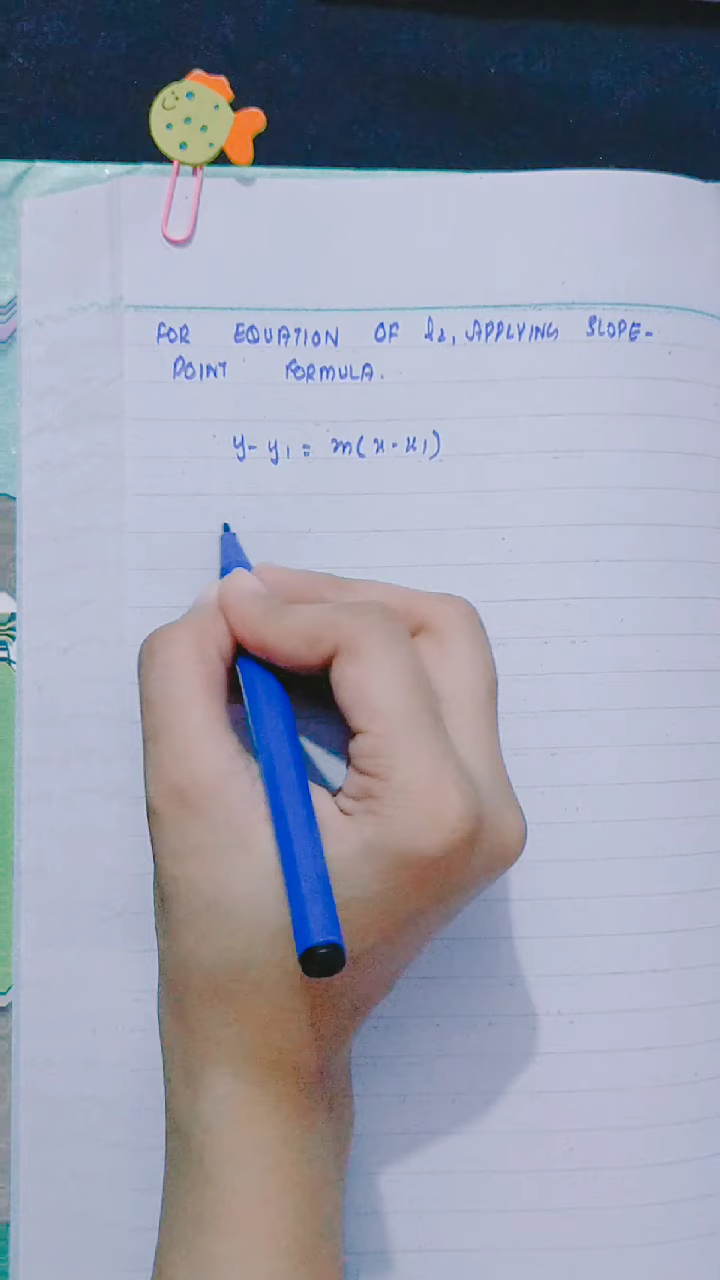 FOR EQUATION OF l2, APPLYING SLOPE-
POINT FORMULA.
y-y1 = m(x-x1)